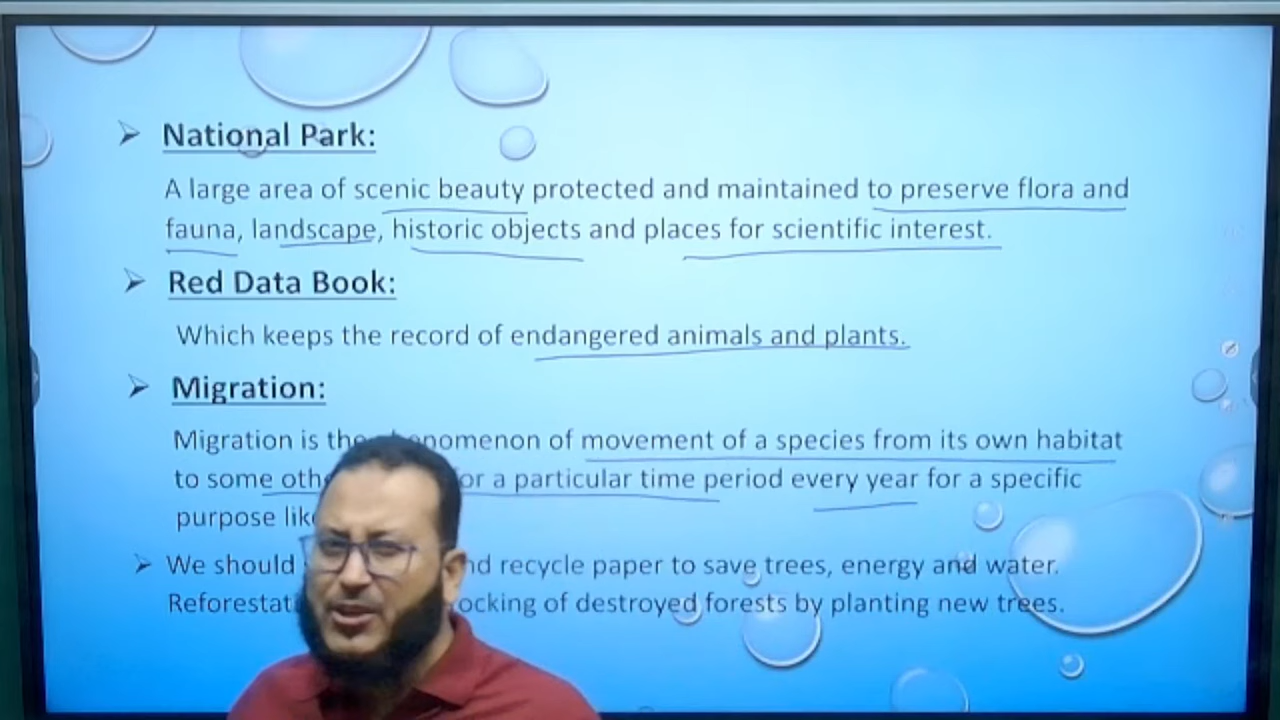 National Park:
A large area of scenic beauty protected and maintained to preserve flora and
fauna, landscape, historic objects and places for scientific interest.
Red Data Book:
Which keeps the record of endangered animals and plants.
Migration:
Migration is the of movement of a species from its own habitat
to some a particular time period every year for a specific
purpose
We should recycle paper to save trees, energy and water.
of destroyed forests by planting new trees.